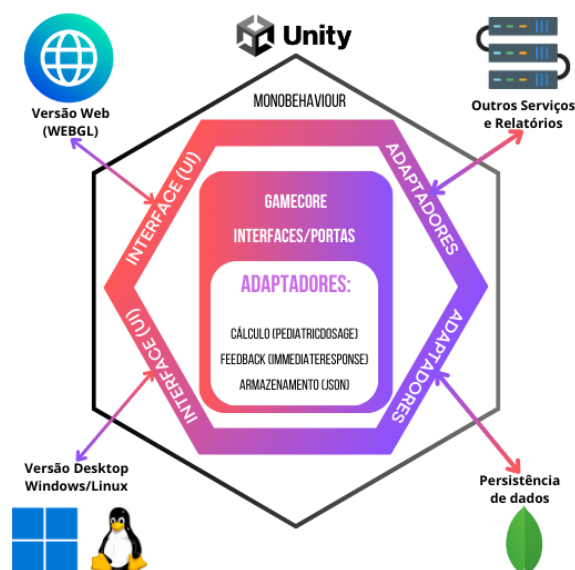 Unity
Versão Web
(WEBGL)
Outros Serviços
e Relatórios
MONOBEHAVIOUR
INTERFACE (UI)
ADAPTADORES
GAMECORE
INTERFACES/PORTAS
ADAPTADORES:
CÁLCULO (PEDIATRICDOSAGE)
FEEDBACK (IMMEDIATERESPONSE)
ARMAZENAMENTO (JSON)
INTERFACE (UI)
ADAPTADORES
Versão Desktop
Windows/Linux
Persistência
de dados